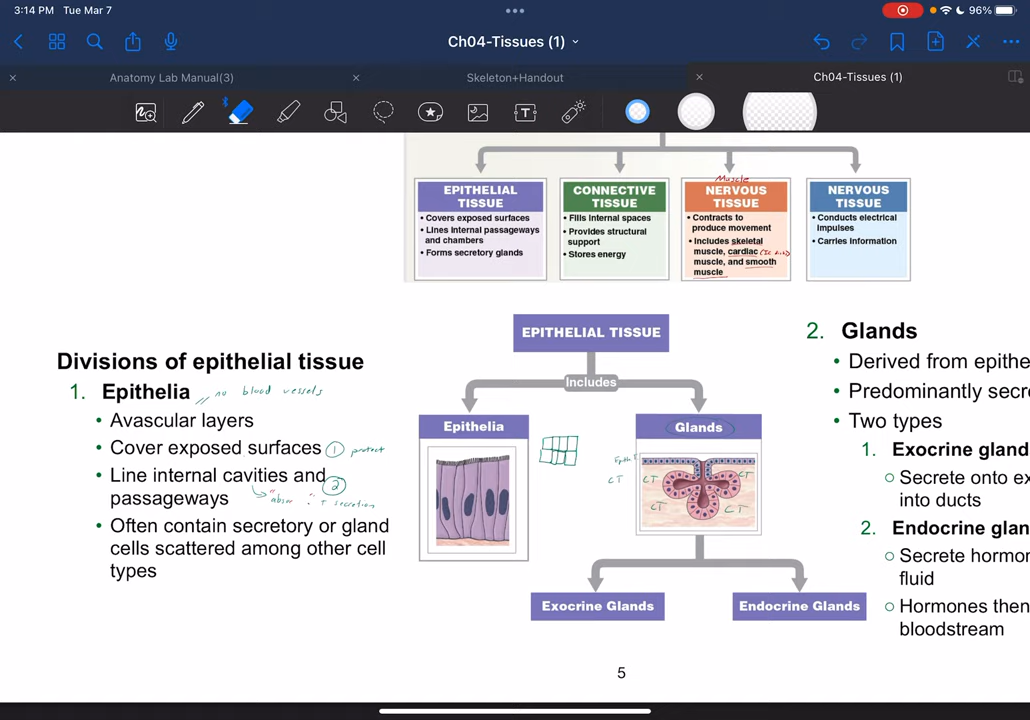 3:14 PM Tue Mar 7
96%
Ch04-Tissues (1)
Anatomy Lab Manual(3)
Skeleton+Handout
Ch04-Tissues (1)
EPITHELIAL
TISSUE
• Covers exposed surfaces
• Lines internal passageways
and chambers
• Forms secretory glands
CONNECTIVE
TISSUE
• Fills internal spaces
• Provides structural
support
• Stores energy
Muscle
NERVOUS
TISSUE
• Contracts to
produce movement
• Includes skeletal
muscle, cardiac
muscle, and smooth
muscle
NERVOUS
TISSUE
• Conducts electrical
impulses
• Carries information
Divisions of epithelial tissue
1. Epithelia
no blood vessels
• Avascular layers
• Cover exposed surfaces
1 protect
• Line internal cavities and
passageways
2
absor
+ secretion
• Often contain secretory or gland
cells scattered among other cell
types
EPITHELIAL TISSUE
Includes
Epithelia
Glands
CT
CT
CT
CT
CT
Exocrine Glands
Endocrine Glands
2. Glands
• Derived from epithe
• Predominantly secre
• Two types
1. Exocrine gland
○ Secrete onto ex
into ducts
2. Endocrine glan
○ Secrete hormon
fluid
○ Hormones then
bloodstream
5